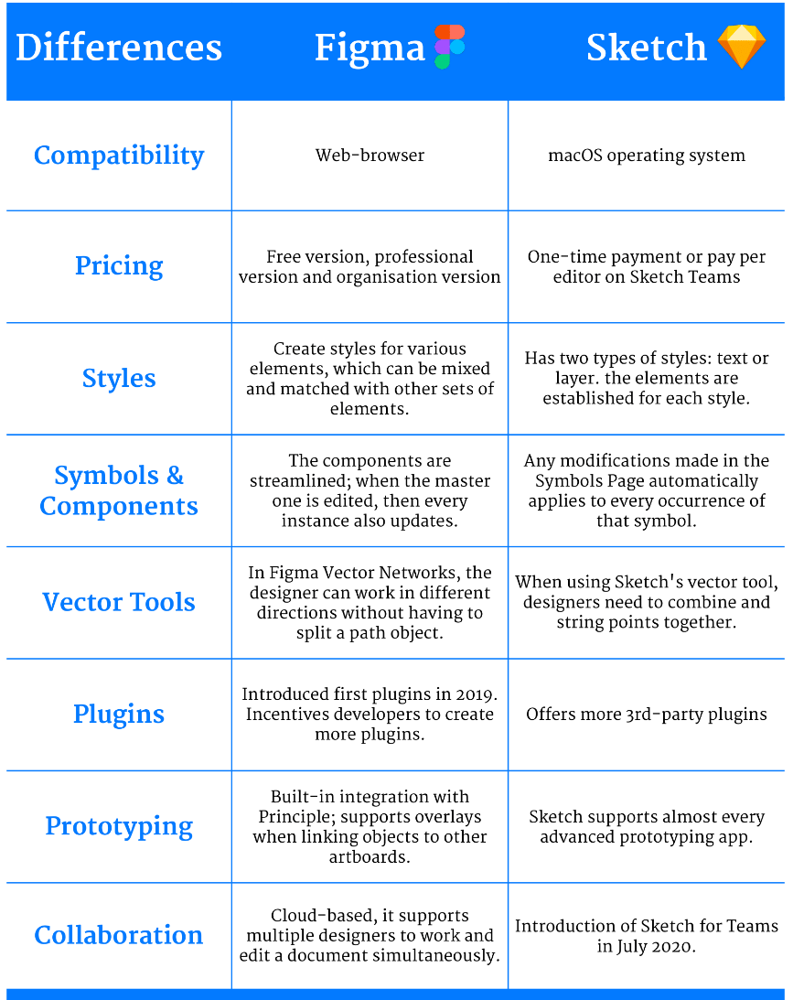 Differences
Figma
Sketch
Compatibility
Web-browser
macOS operating system
Pricing
Free version, professional
version and organisation version
One-time payment or pay per
editor on Sketch Teams
Styles
Create styles for various
elements, which can be mixed
and matched with other sets of
elements.
Has two types of styles: text or
layer. the elements are
established for each style.
Symbols &
Components
The components are
streamlined; when the master
one is edited, then every
instance also updates.
Any modifications made in the
Symbols Page automatically
applies to every occurrence of
that symbol.
Vector Tools
In Figma Vector Networks, the
designer can work in different
directions without having to
split a path object.
When using Sketch's vector tool,
designers need to combine and
string points together.
Plugins
Introduced first plugins in 2019.
Incentives developers to create
more plugins.
Offers more 3rd-party plugins
Prototyping
Built-in integration with
Principle; supports overlays
when linking objects to other
artboards.
Sketch supports almost every
advanced prototyping app.
Collaboration
Cloud-based, it supports
multiple designers to work and
edit a document simultaneously.
Introduction of Sketch for Teams
in July 2020.